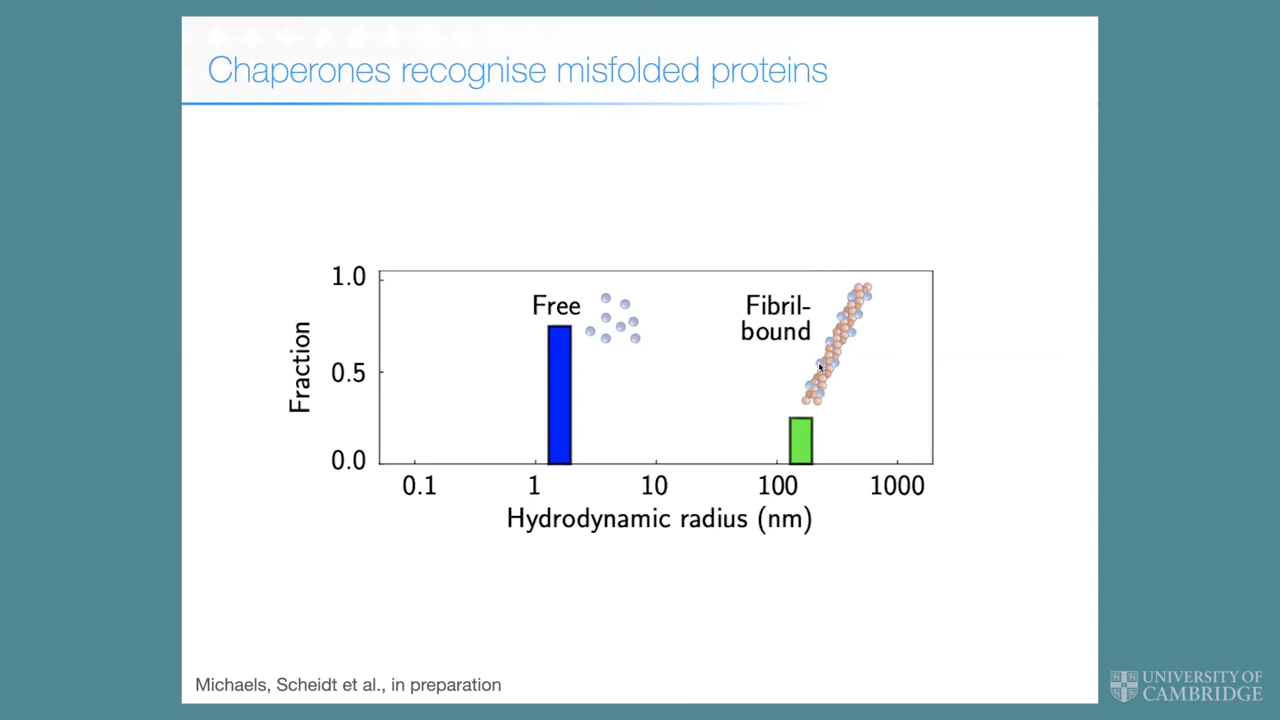 Chaperones recognise misfolded proteins
1.0
0.5
0.0
Fraction
Free
Fibril-
bound
0.1
1
10
100
1000
Hydrodynamic radius (nm)
Michaels, Scheidt et al., in preparation
UNIVERSITY OF
CAMBRIDGE